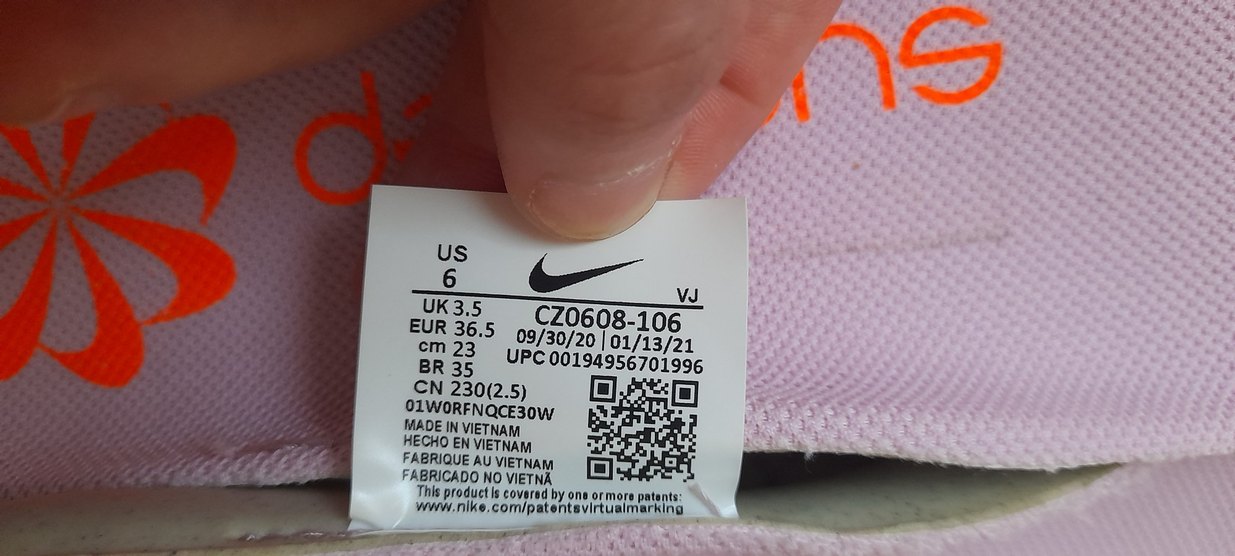 ns
US
6
VJ
UK 3.5
CZ0608-106
EUR 36.5
09/30/20 | 01/13/21
cm 23
UPC 00194956701996
BR 35
CN 230(2.5)
01W0RFNQCE30W
MADE IN VIETNAM
HECHO EN VIETNAM
FABRIQUE AU VIETNAM
FABRICADO NO VIETNÃ
This product is covered by one or more patents:
www.nike.com/patentsvirtualmarking